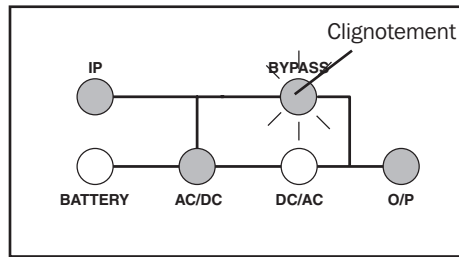 Clignotement
IP
BYPASS
BATTERY
AC/DC
DC/AC
O/P